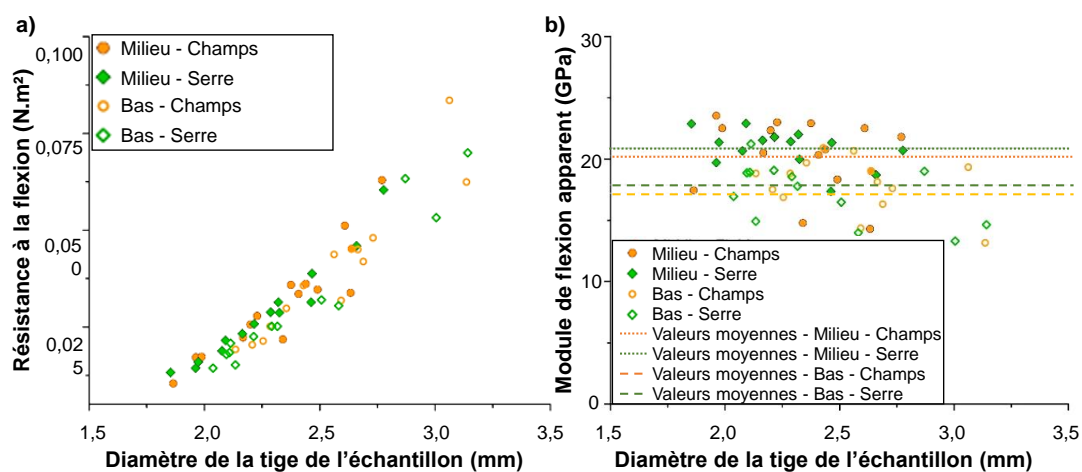 a)
Résistance à la flexion (N.m²)
0,100
0,075
0,05
0
0,02
5
Milieu - Champs
Milieu - Serre
Bas - Champs
Bas - Serre
1,5 2,0 2,5 3,0 3,5
Diamètre de la tige de l'échantillon (mm)
b)
Module de flexion apparent (GPa)
30
20
10
0
Milieu - Champs
Milieu - Serre
Bas - Champs
Bas - Serre
Valeurs moyennes - Milieu - Champs
Valeurs moyennes - Milieu - Serre
Valeurs moyennes - Bas - Champs
Valeurs moyennes - Bas - Serre
1,5 2,0 2,5 3,0 3,5
Diamètre de la tige de l'échantillon (mm)